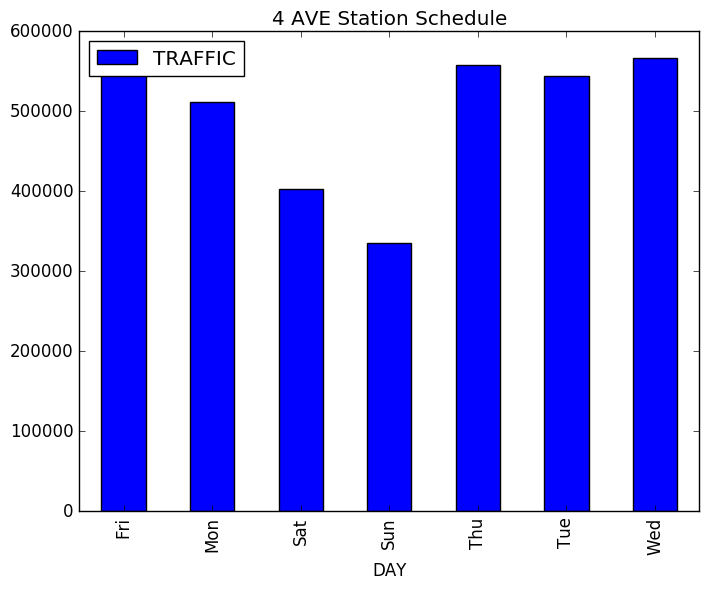 4 AVE Station Schedule
600000
500000
400000
300000
200000
100000
0
TRAFFIC
Fri
Mon
Sat
Sun
Thu
Tue
Wed
DAY